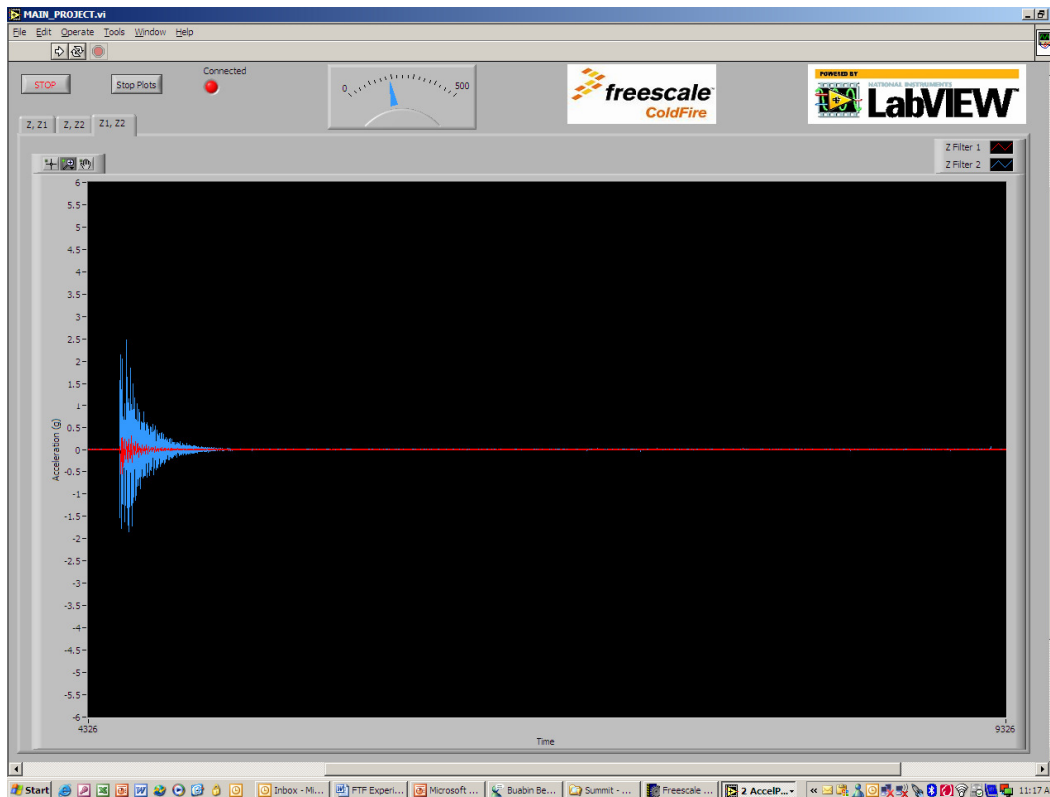 MAIN_PROJECT.vi
File Edit Operate Tools Window Help
STOP
Stop Plots
Connected
0
500
freescale
ColdFire
POWERED BY
NATIONAL INSTRUMENTS
LabVIEW
Z, Z1
Z, Z2
Z1, Z2
Z Filter 1
Z Filter 2
6
5.5
5
4.5
4
3.5
3
2.5
2
1.5
1
0.5
0
-0.5
-1
-1.5
-2
-2.5
-3
-3.5
-4
-4.5
-5
-5.5
-6
Acceleration (g)
4326
9326
Time
Start
Inbox - Mi...
FTF Experi...
Microsoft ...
Buabin Be...
Summit - ...
Freescale ...
2 AccelP...
11:17 A